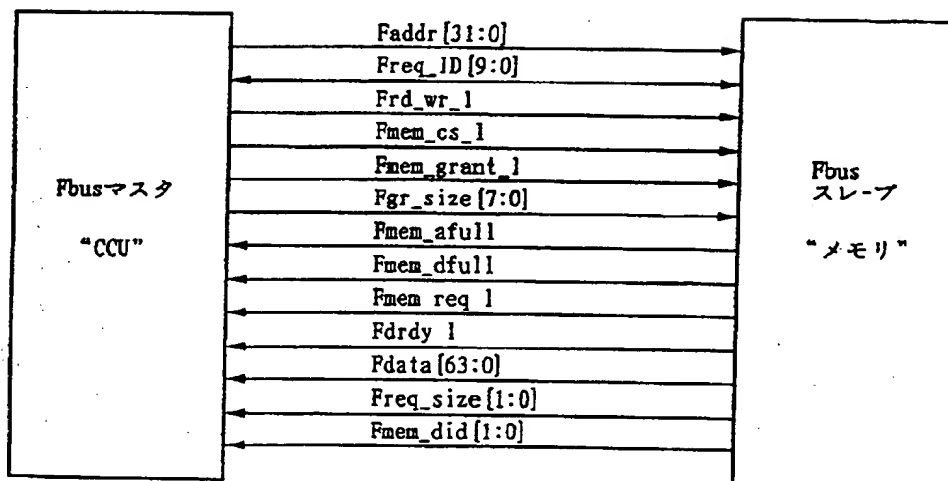 Faddr[31:0]
Freq_ID[9:0]
Frd_wr_l
Fmem_cs_l
Fmem_grant_l
Fgr_size[7:0]
Fmem_afull
Fmem_dfull
Fmem req l
Fdrdy l
Fdata[63:0]
Freq_size[1:0]
Fmem_did[1:0]
Fbusマスタ
“CCU”
Fbus
スレーブ
“メモリ”